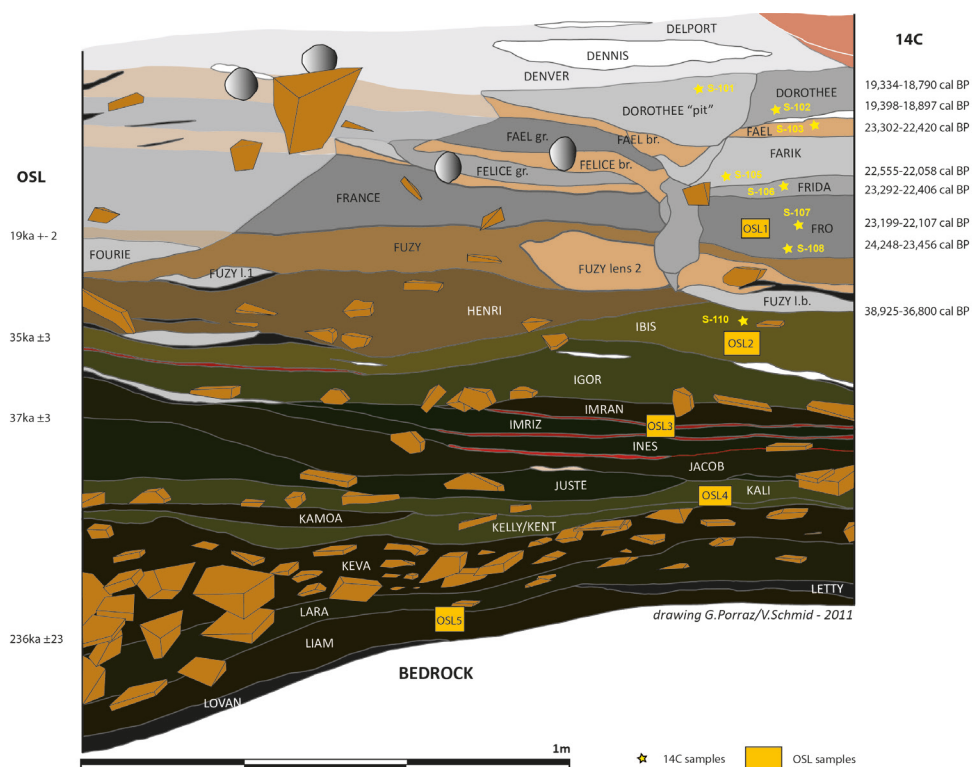 DELPORT
14C
DENNIS
DENVER
S-101
DOROTHEE
19,334-18,790 cal BP
DOROTHEE "pit"
S-102
19,398-18,897 cal BP
FAEL gr.
FAEL br.
FAEL
S-103
23,302-22,420 cal BP
FARIK
FELICE gr.
FELICE br.
OSL
S-105
22,555-22,058 cal BP
S-106
FRIDA
23,292-22,406 cal BP
FRANCE
S-107
23,199-22,107 cal BP
OSL1
FRO
19ka +- 2
FOURIE
FUZY
S-108
24,248-23,456 cal BP
FUZY l.1
FUZY lens 2
FUZY l.b.
HENRI
38,925-36,800 cal BP
S-110
IBIS
35ka ±3
OSL2
IGOR
37ka ±3
IMRAN
IMRIZ
OSL3
INES
JACOB
JUSTE
KALI
OSL4
KAMOA
KELLY/KENT
KEVA
LETTY
LARA
OSL5
drawing G.Porraz/V.Schmid - 2011
236ka ±23
LIAM
BEDROCK
LOVAN
1m
14C samples
OSL samples